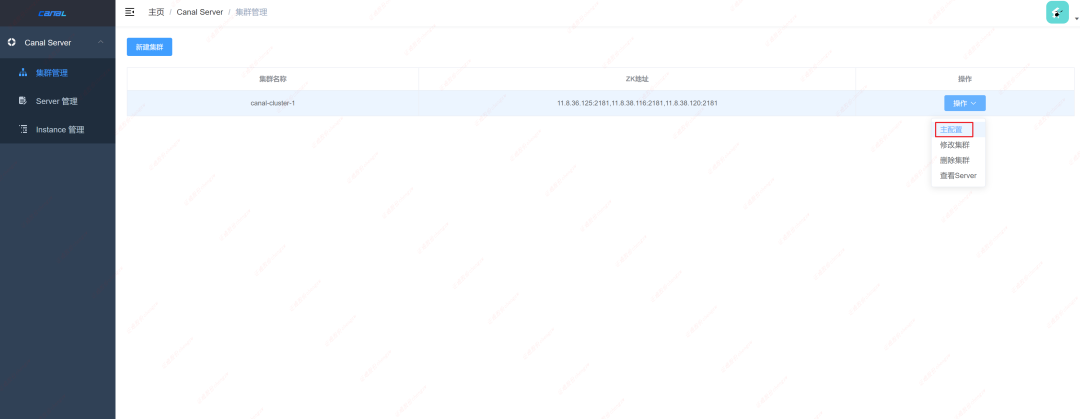 canal
主页 / Canal Server / 集群管理
Canal Server
集群管理
Server 管理
Instance 管理
新建集群
集群名称 ZK地址 操作
canal-cluster-1 11.8.36.125:2181,11.8.38.116:2181,11.8.38.120:2181 操作
主配置
修改集群
删除集群
查看Server